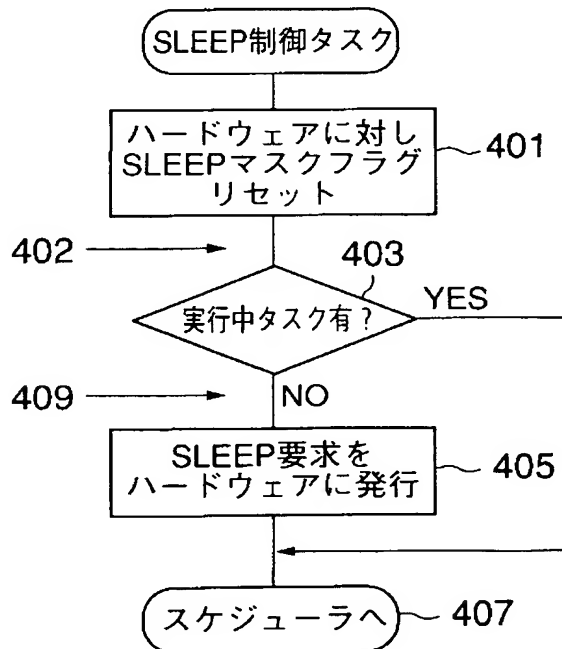 SLEEP制御タスク
ハードウェアに対し
SLEEPマスクフラグ
リセット
401
402
403
実行中タスク有?
YES
409
NO
SLEEP要求を
ハードウェアに発行
405
スケジューラへ
407